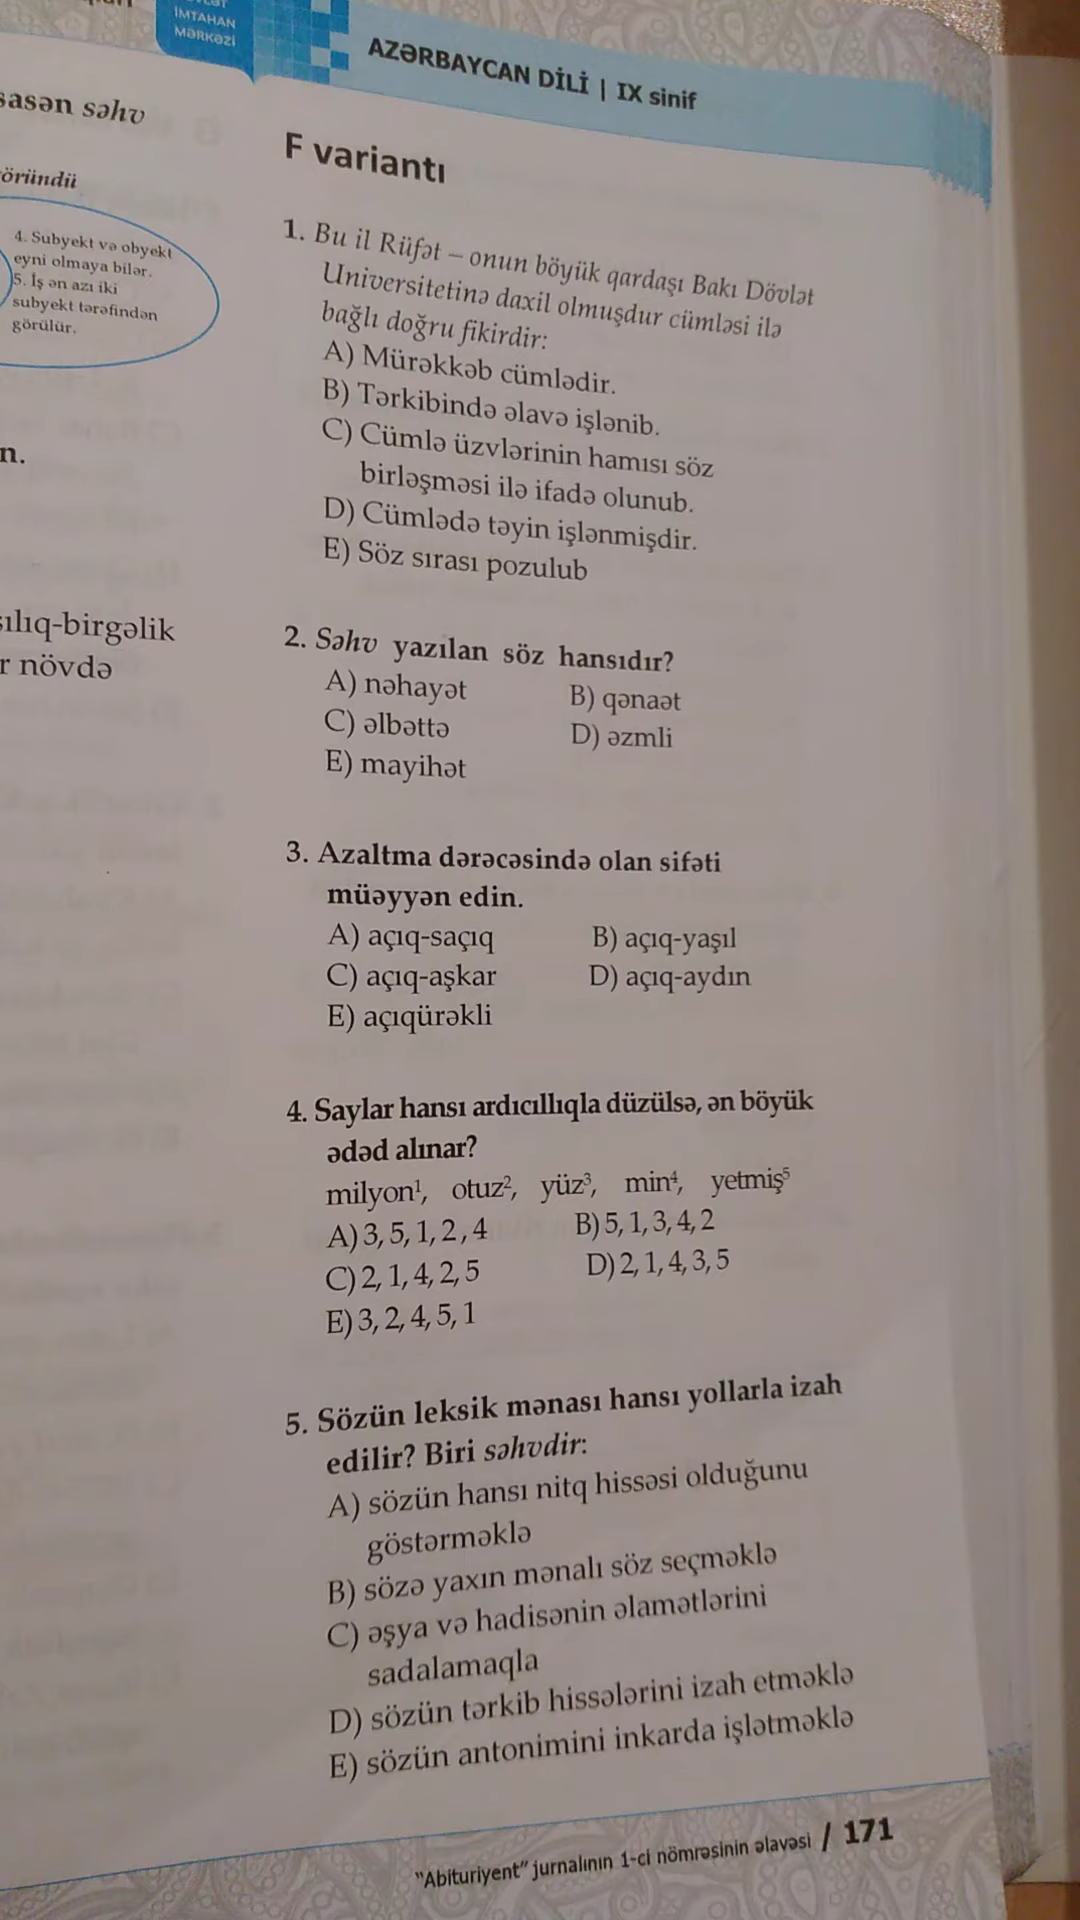 İMTAHAN
MƏRKƏZİ
AZƏRBAYCAN DİLİ | IX sinif
səhv
4. Subyekt və obyekt
eyni olmaya bilər.
5. İş ən azı iki
subyekt tərəfindən
görülür.
n.
r növdə
F variantı
1. Bu il Rüfət – onun böyük qardaşı Bakı Dövlət
Universitetinə daxil olmuşdur cümləsi ilə
bağlı doğru fikirdir:
A) Mürəkkəb cümlədir.
B) Tərkibində əlavə işlənib.
C) Cümlə üzvlərinin hamısı söz
birləşməsi ilə ifadə olunub.
D) Cümlədə təyin işlənmişdir.
E) Söz sırası pozulub
2. Səhv yazılan söz hansıdır?
A) nəhayət B) qənaət
C) əlbəttə D) əzmli
E) mayihət
3. Azaltma dərəcəsində olan sifəti
müəyyən edin.
A) açıq-saçıq B) açıq-yaşıl
C) açıq-aşkar D) açıq-aydın
E) açıqürəkli
4. Saylar hansı ardıcıllıqla düzülsə, ən böyük
ədəd alınar?
milyon¹, otuz², yüz³, min⁴, yetmiş⁵
A) 3, 5, 1, 2, 4 B) 5, 1, 3, 4, 2
C) 2, 1, 4, 2, 5 D) 2, 1, 4, 3, 5
E) 3, 2, 4, 5, 1
5. Sözün leksik mənası hansı yollarla izah
edilir? Biri səhvdir:
A) sözün hansı nitq hissəsi olduğunu
göstərməklə
B) sözə yaxın mənalı söz seçməklə
C) əşya və hadisənin əlamətlərini
sadalamaqla
D) sözün tərkib hissələrini izah etməklə
E) sözün antonimini inkarda işlətməklə
"Abituriyent" jurnalının 1-ci nömrəsinin əlavəsi / 171